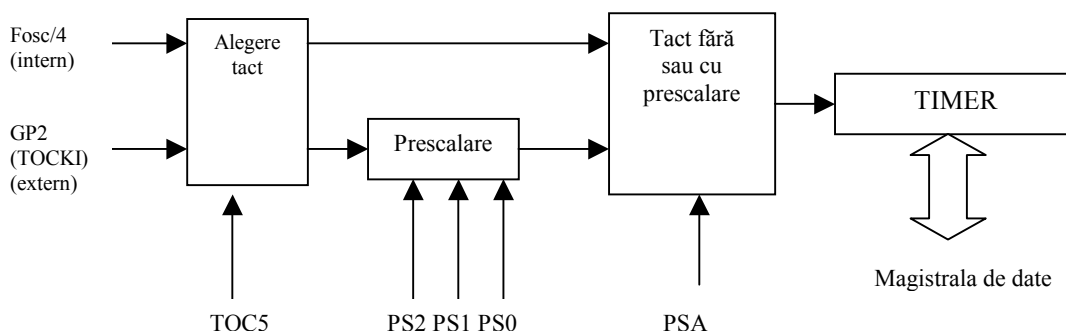 Fosc/4
(intern)
Alegere
tact
Tact fără
sau cu
prescalare
TIMER
GP2
(TOCKI)
(extern)
Prescalare
Magistrala de date
TOC5
PS2 PS1 PS0
PSA